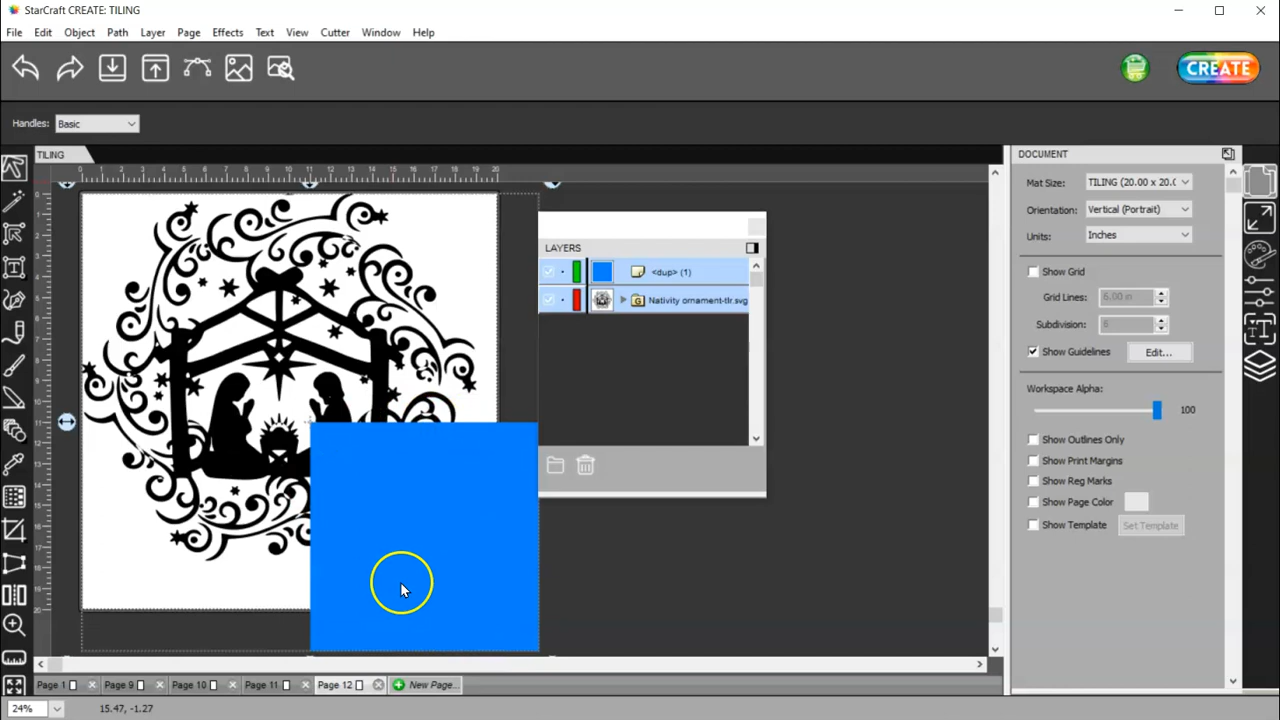 StarCraft CREATE: TILING
File Edit Object Path Layer Page Effects Text View Cutter Window Help
CREATE
Handles: Basic
TILING
DOCUMENT
Mat Size: TILING (20.00 x 20.(
Orientation: Vertical (Portrait)
Units: Inches
Show Grid
Grid Lines: 6.00 in
Subdivision: 6
Show Guidelines Edit...
Workspace Alpha:
100
Show Outlines Only
Show Print Margins
Show Reg Marks
Show Page Color
Show Template Set Template
LAYERS
<dup> (1)
G Nativity ornament-tlr.svg
Page 1 Page 9 Page 10 Page 11 Page 12 New Page...
24% 15.47, -1.27